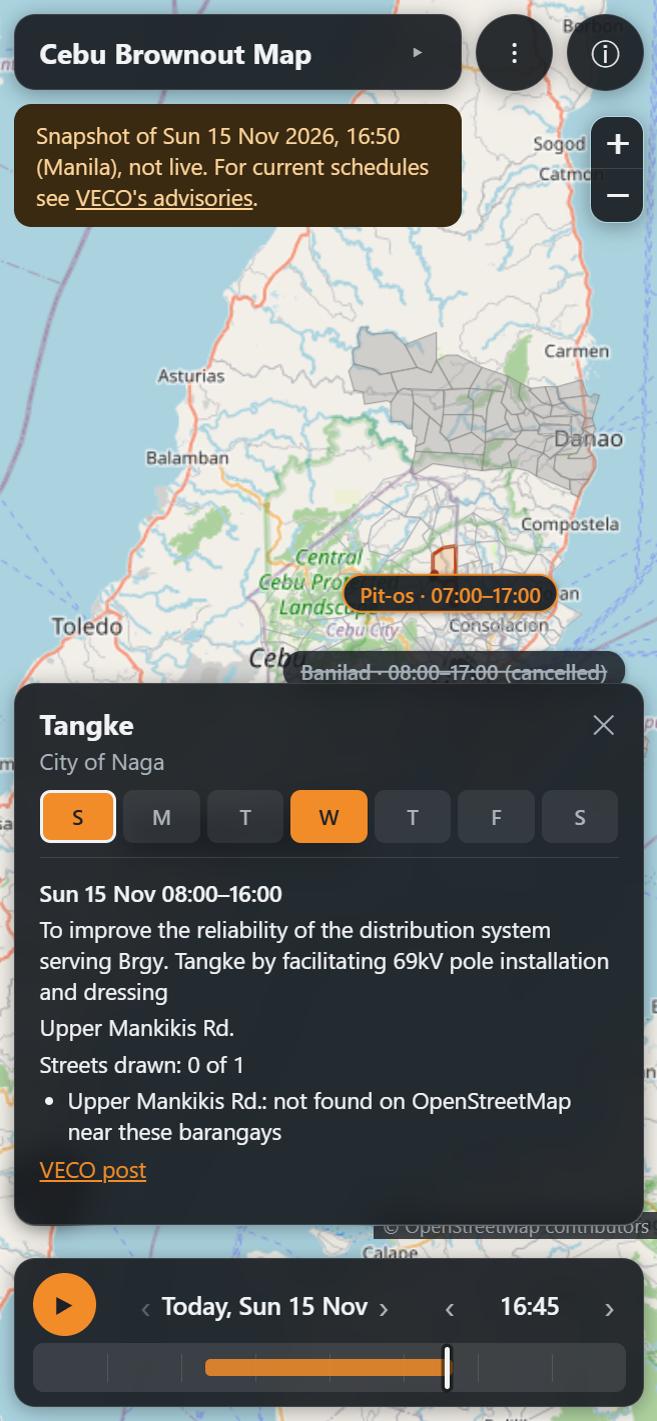 Cebu Brownout Map
Borbon
Snapshot of Sun 15 Nov 2026, 16:50
(Manila), not live. For current schedules
see VECO's advisories.
+
Sogod
Catmon
−
Carmen
Asturias
Danao
Balamban
Compostela
Central
Cebu Protected
Landscape
Pit-os · 07:00–17:00
an
Toledo
Cebu City
Consolacion
Cebu
Banilad · 08:00–17:00 (cancelled)
Tangke
City of Naga
S M T W T F S
Sun 15 Nov 08:00–16:00
To improve the reliability of the distribution system
serving Brgy. Tangke by facilitating 69kV pole installation
and dressing
Upper Mankikis Rd.
Streets drawn: 0 of 1
• Upper Mankikis Rd.: not found on OpenStreetMap
near these barangays
VECO post
© OpenStreetMap contributors
Calape
‹ Today, Sun 15 Nov › ‹ 16:45 ›